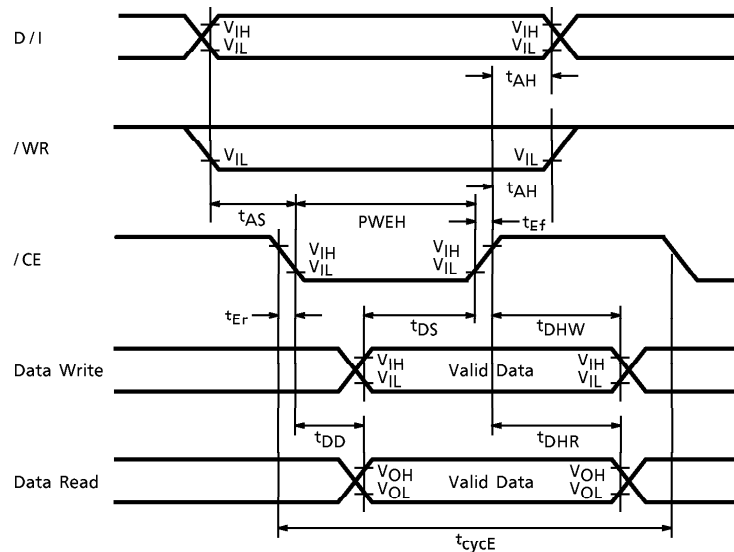 D / I
VIH
VIL
VIH
VIL
tAH
/ WR
VIL
VIL
tAH
tAS
PWEH
tEf
/ CE
VIH
VIL
VIH
VIL
tEr
tDS
tDHW
Data Write
VIH
VIL
Valid Data
VIH
VIL
tDD
tDHR
Data Read
VOH
VOL
Valid Data
VOH
VOL
tcycE